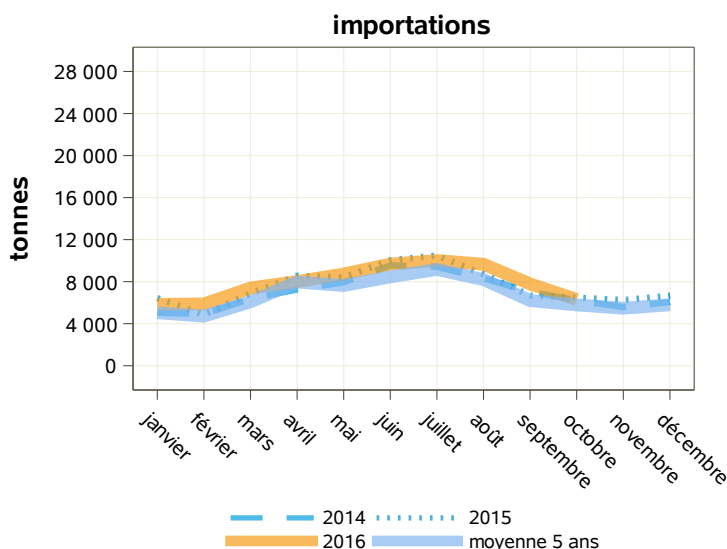 importations
tonnes
28 000
24 000
20 000
16 000
12 000
8 000
4 000
0
janvier
février
mars
avril
mai
juin
juillet
août
septembre
octobre
novembre
décembre
2014 2015
2016 moyenne 5 ans